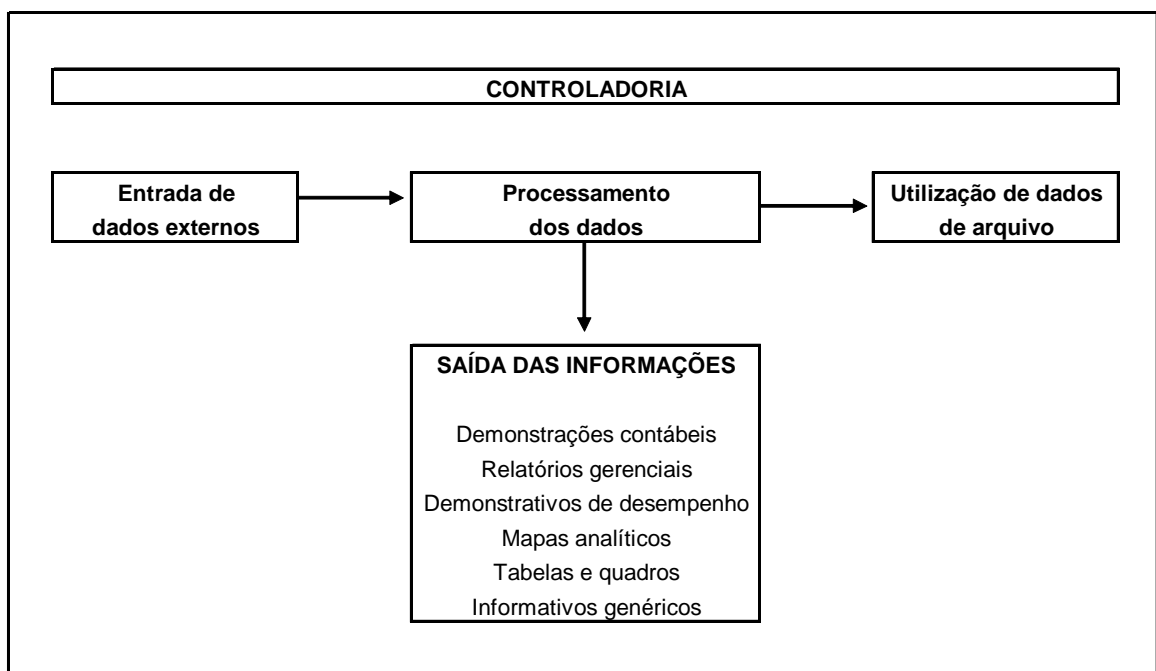 CONTROLADORIA
Entrada de
dados externos
Processamento
dos dados
Utilização de dados
de arquivo
SAÍDA DAS INFORMAÇÕES
Demonstrações contábeis
Relatórios gerenciais
Demonstrativos de desempenho
Mapas analíticos
Tabelas e quadros
Informativos genéricos